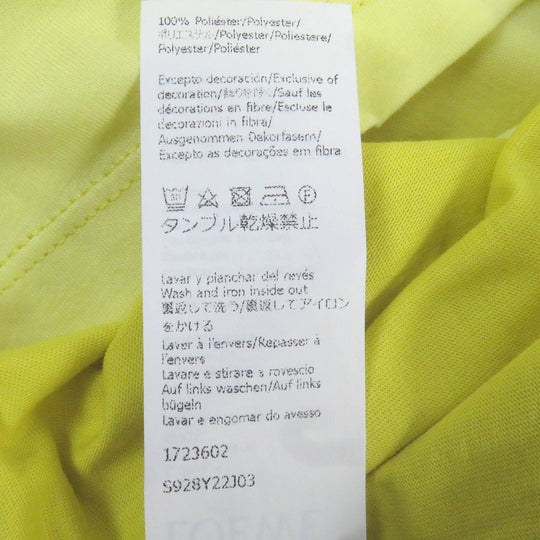 100% Poliéster/Polyester/
ポリエステル/Polyester/Poliestere/
Polyester/Poliéster
Excepto decoración/Exclusive of
decoration/飾りを除く/Sauf les
décorations en fibre/Escluse le
decorazioni in fibra/
Ausgenommen Dekorfasern/
Excepto as decorações em fibra
30
P
タンブル乾燥禁止
Lavar y planchar del revés
Wash and iron inside out
裏返して洗う/裏返してアイロン
をかける
Laver à l'envers/Repasser à
l'envers
Lavare e stirare s rovescio
Auf links waschen/Auf links
bügeln
Lavar e engomar do avesso
1723602
S928Y22J03
LOEWE